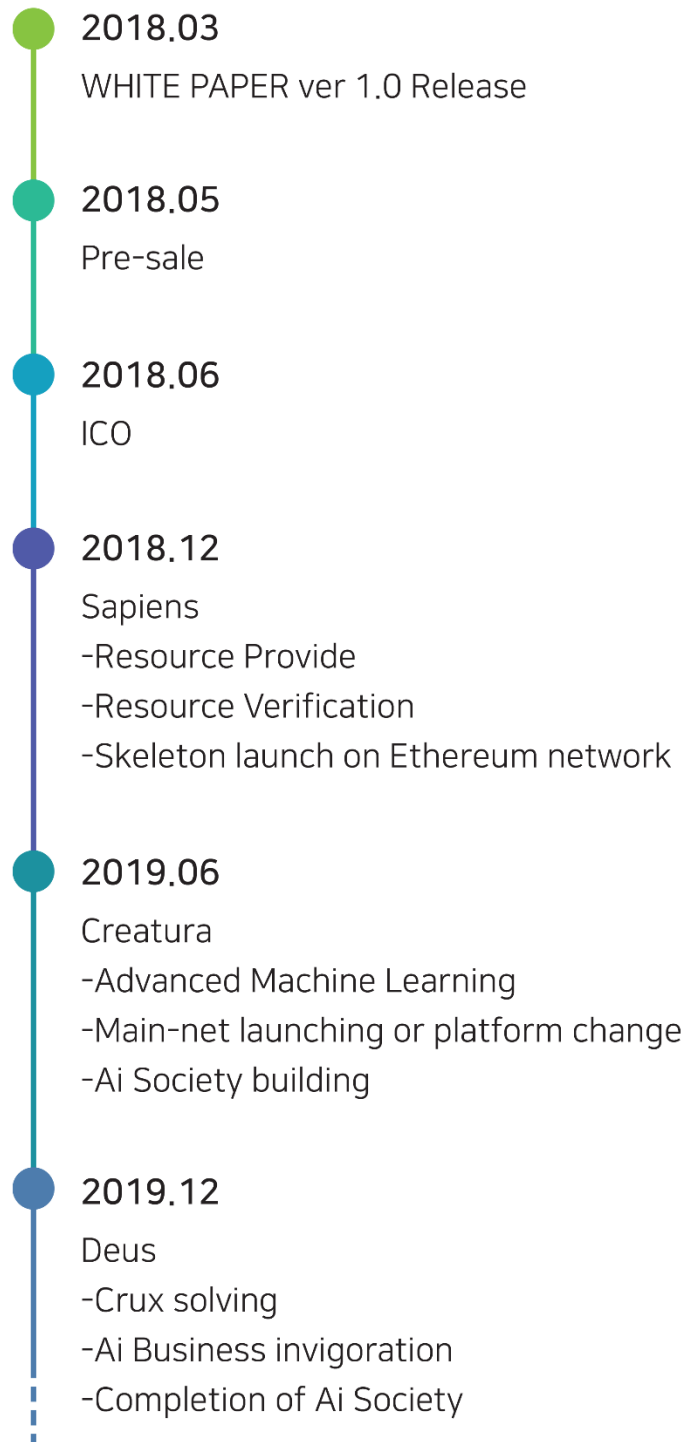 2018.03
WHITE PAPER ver 1.0 Release
2018.05
Pre-sale
2018.06
ICO
2018.12
Sapiens
-Resource Provide
-Resource Verification
-Skeleton launch on Ethereum network
2019.06
Creatura
-Advanced Machine Learning
-Main-net launching or platform change
-Ai Society building
2019.12
Deus
-Crux solving
-Ai Business invigoration
-Completion of Ai Society